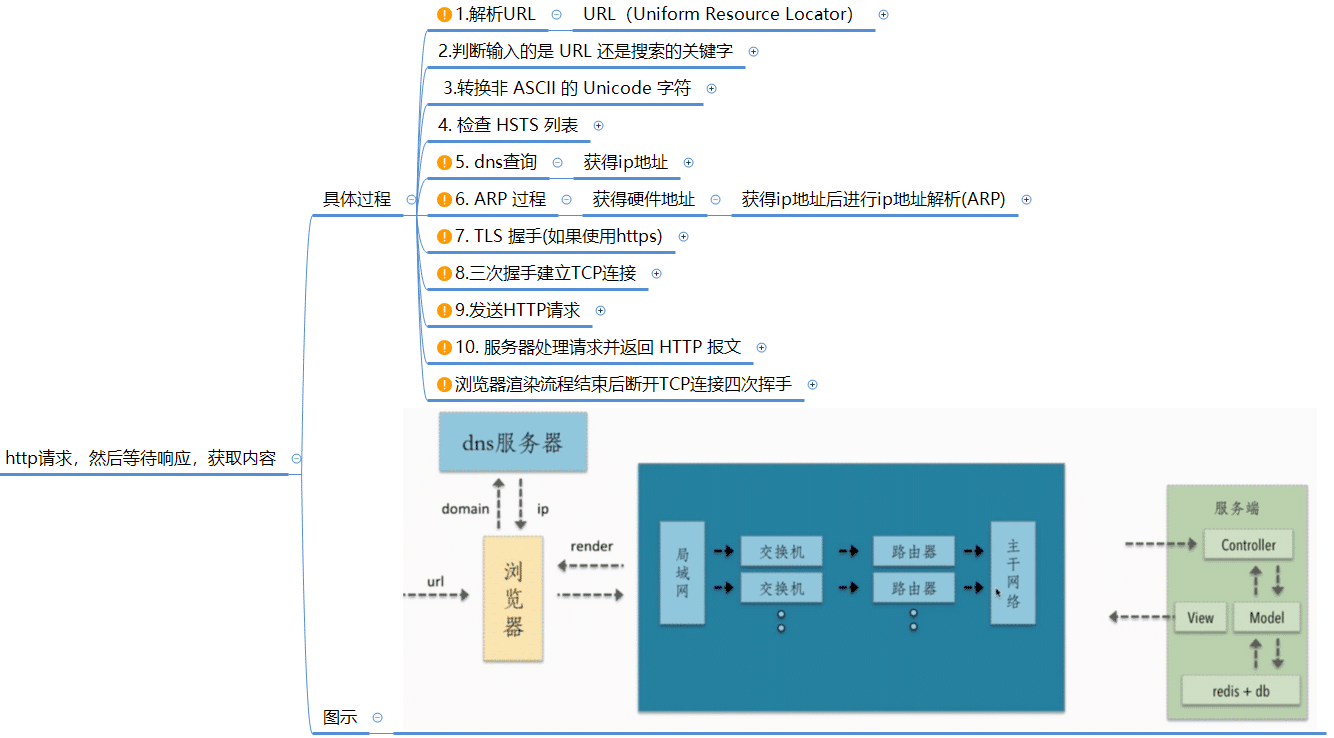 1.解析URL URL（Uniform Resource Locator）
2.判断输入的是 URL 还是搜索的关键字
3.转换非 ASCII 的 Unicode 字符
4. 检查 HSTS 列表
5. dns查询 获得ip地址
具体过程 6. ARP 过程 获得硬件地址 获得ip地址后进行ip地址解析(ARP)
7. TLS 握手(如果使用https)
8.三次握手建立TCP连接
9.发送HTTP请求
10. 服务器处理请求并返回 HTTP 报文
浏览器渲染流程结束后断开TCP连接四次挥手
http请求，然后等待响应，获取内容
dns服务器
domain ip
url
浏览器
render
局域网
交换机 路由器
交换机 路由器
主干网络
服务端
Controller
View Model
redis + db
图示